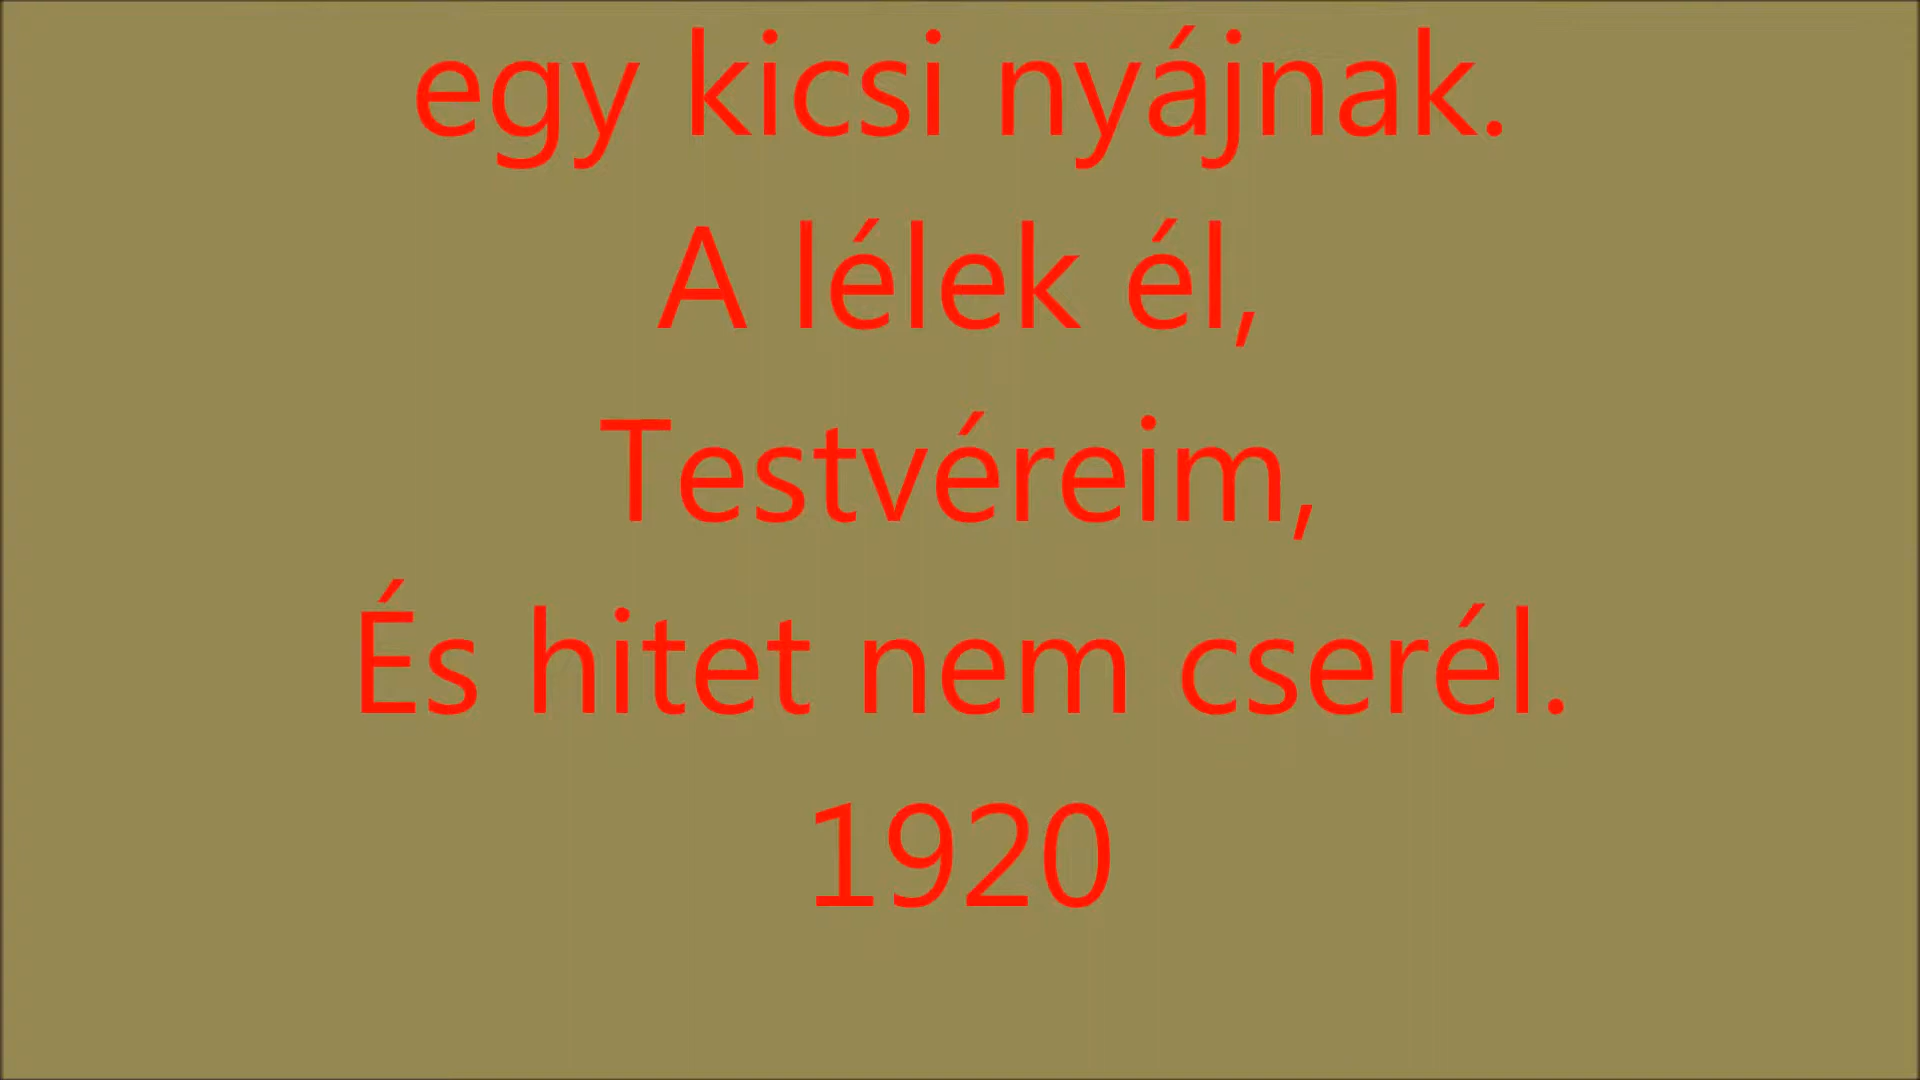 egy kicsi nyájnak.
A lélek él,
Testvéreim,
És hitet nem cserél.
1920